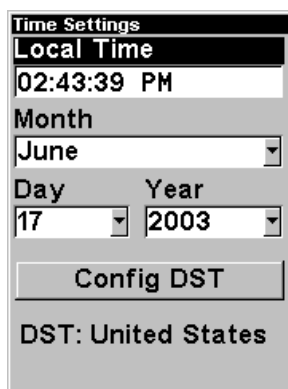 Time Settings
Local Time
02:43:39 PM
Month
June
Day Year
17 2003
Config DST
DST: United States